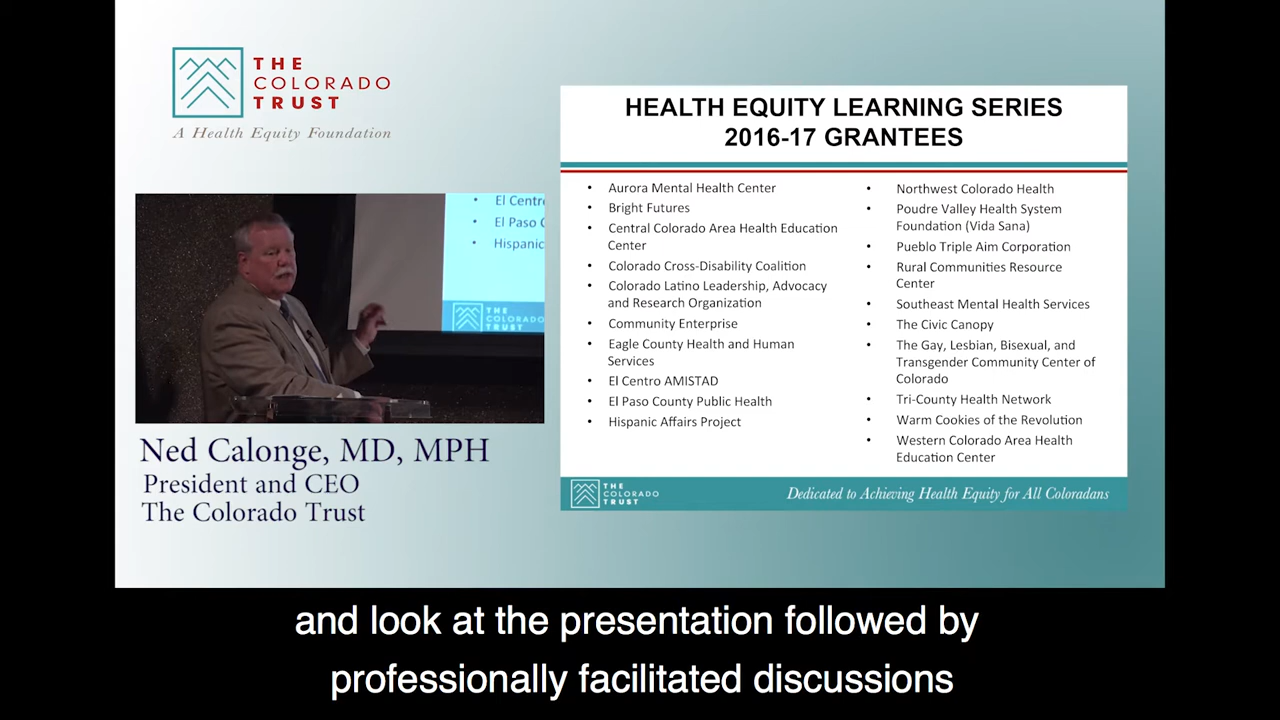 THE
COLORADO
TRUST
A Health Equity Foundation
El Centr
El Paso C
Hispanic
THE
COLORADO
TRUST
Ned Calonge, MD, MPH
President and CEO
The Colorado Trust
HEALTH EQUITY LEARNING SERIES
2016-17 GRANTEES
• Aurora Mental Health Center
• Bright Futures
• Central Colorado Area Health Education
Center
• Colorado Cross-Disability Coalition
• Colorado Latino Leadership, Advocacy
and Research Organization
• Community Enterprise
• Eagle County Health and Human
Services
• El Centro AMISTAD
• El Paso County Public Health
• Hispanic Affairs Project
• Northwest Colorado Health
• Poudre Valley Health System
Foundation (Vida Sana)
• Pueblo Triple Aim Corporation
• Rural Communities Resource
Center
• Southeast Mental Health Services
• The Civic Canopy
• The Gay, Lesbian, Bisexual, and
Transgender Community Center of
Colorado
• Tri-County Health Network
• Warm Cookies of the Revolution
• Western Colorado Area Health
Education Center
THE
COLORADO
TRUST
Dedicated to Achieving Health Equity for All Coloradans
and look at the presentation followed by
professionally facilitated discussions